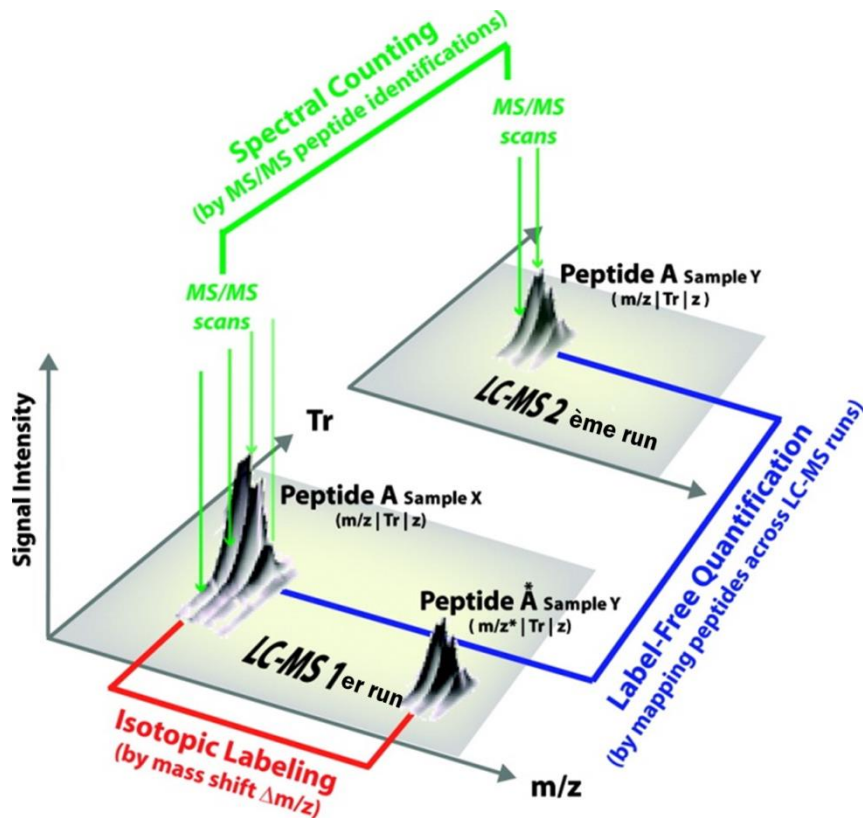 Spectral Counting
(by MS/MS peptide identifications)
MS/MS
scans
MS/MS
scans
Peptide A Sample Y
( m/z | Tr | z )
LC-MS 2 ème run
Signal Intensity
Tr
Peptide A Sample X
(m/z | Tr | z)
Peptide Å* Sample Y
( m/z* | Tr | z)
LC-MS 1er run
Label-Free Quantification
(by mapping peptides across LC-MS runs)
Isotopic Labeling
(by mass shift Δm/z)
m/z